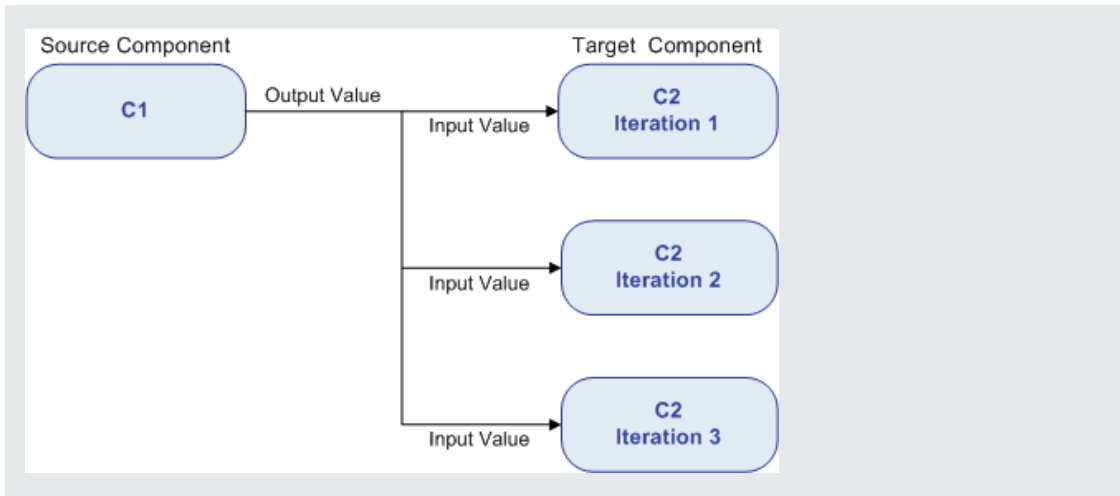 Source Component
Target Component
C1
Output Value
Input Value
C2
Iteration 1
Input Value
C2
Iteration 2
Input Value
C2
Iteration 3